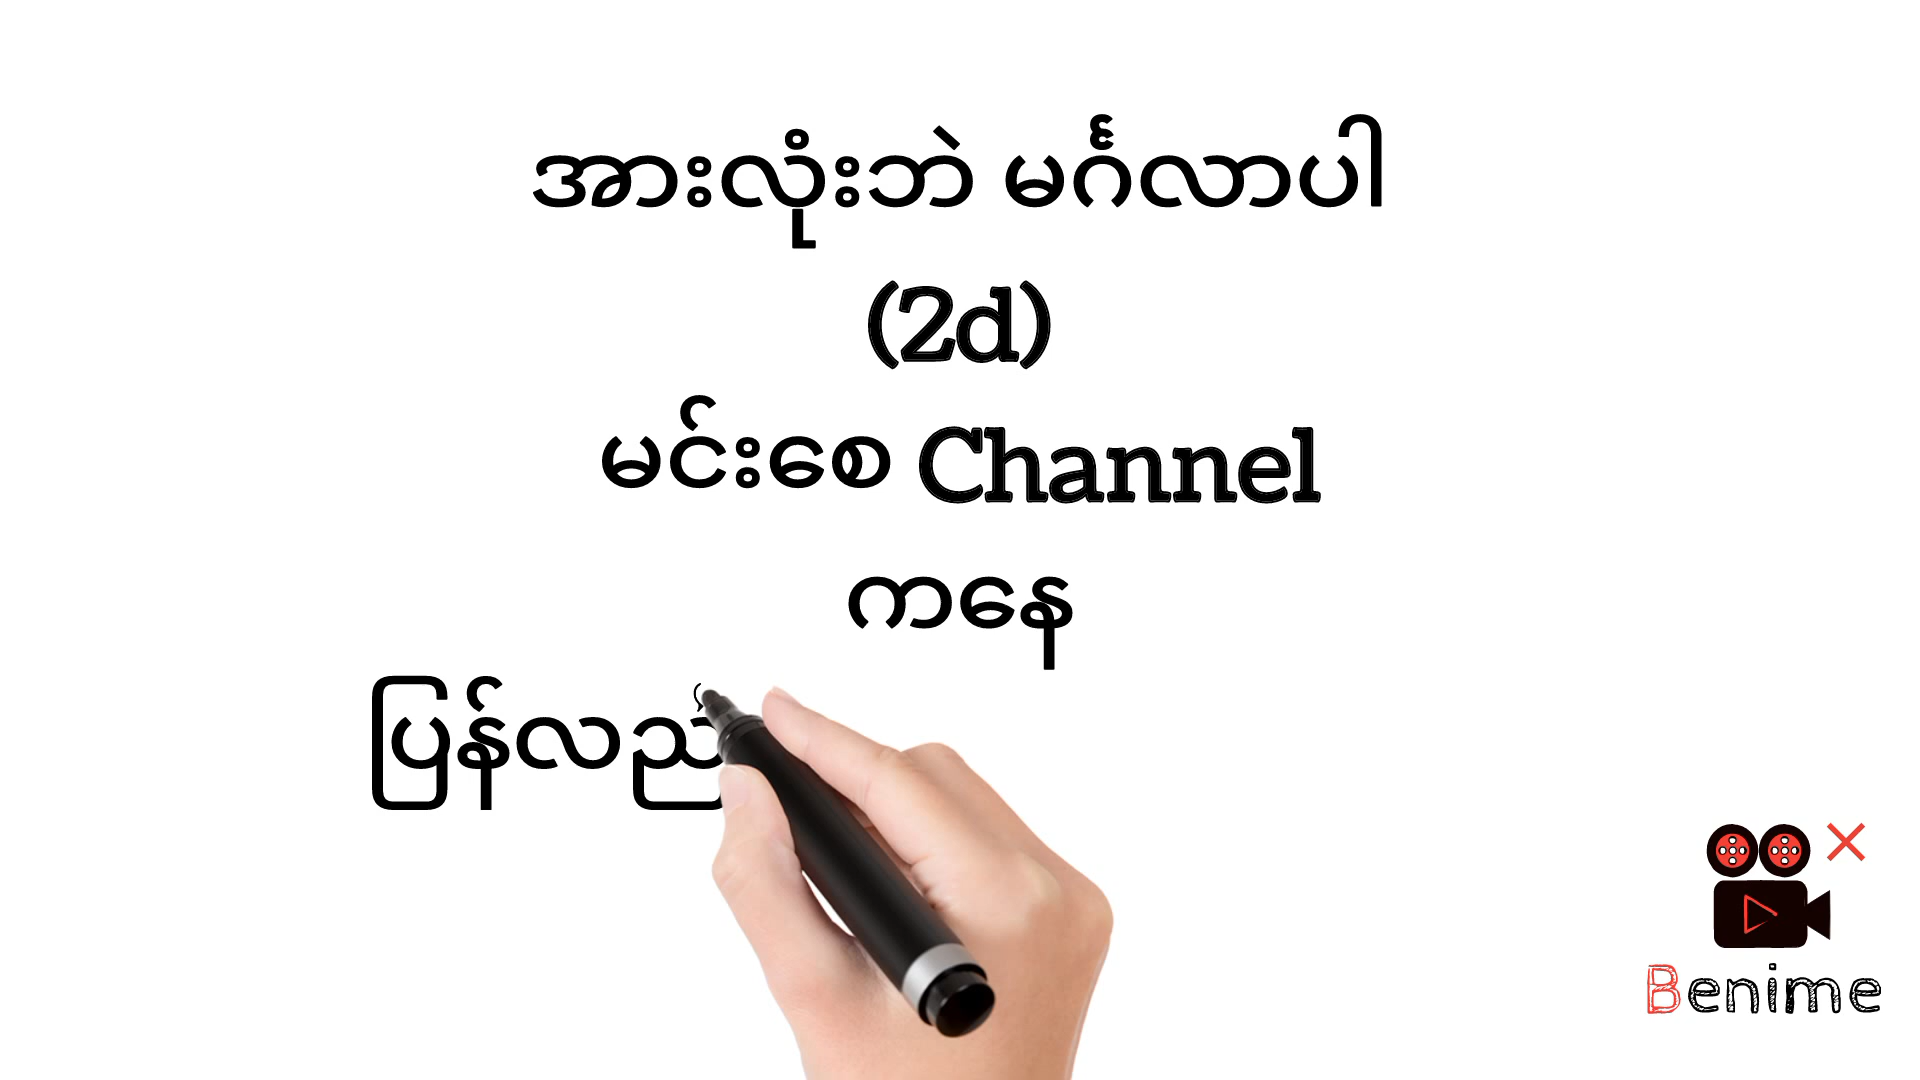 အားလုံးဘဲ မင်္ဂလာပါ
(2d)
မင်းစေ Channel
ကနေ
ပြန်လည်
Benime